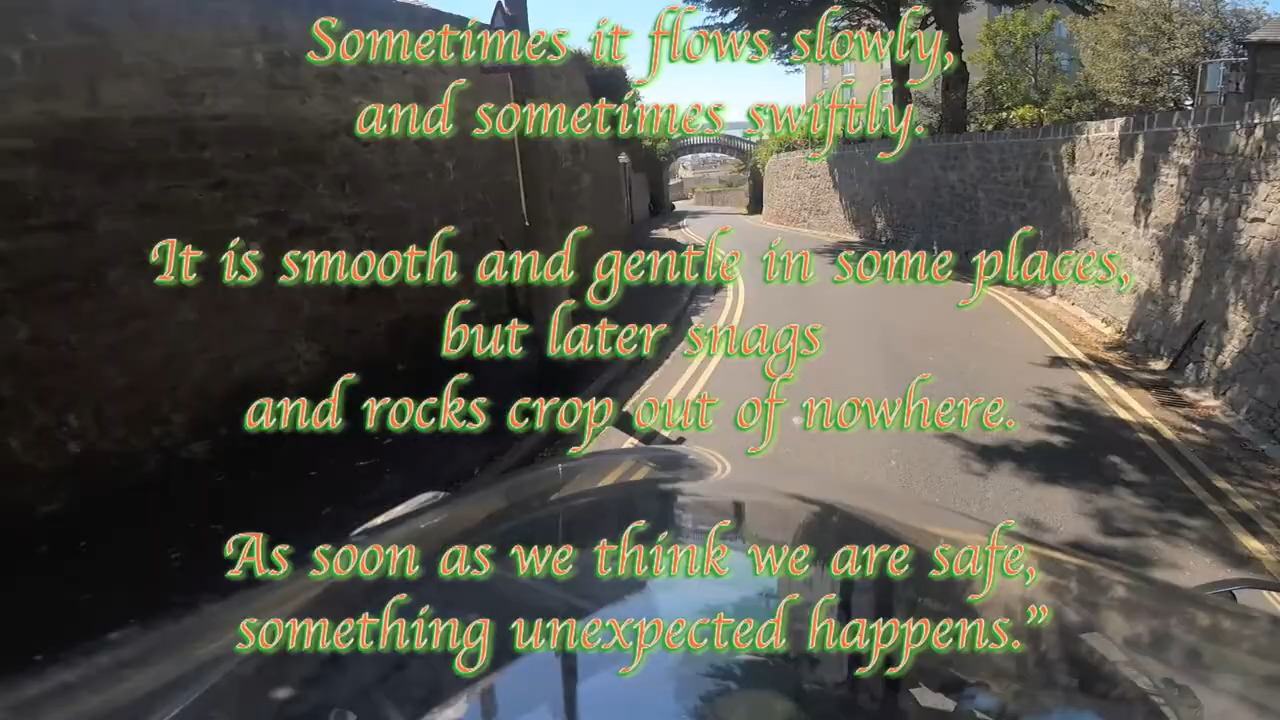 Sometimes it flows slowly,
and sometimes swiftly.
It is smooth and gentle in some places,
but later snags
and rocks crop out of nowhere.
As soon as we think we are safe,
something unexpected happens.”